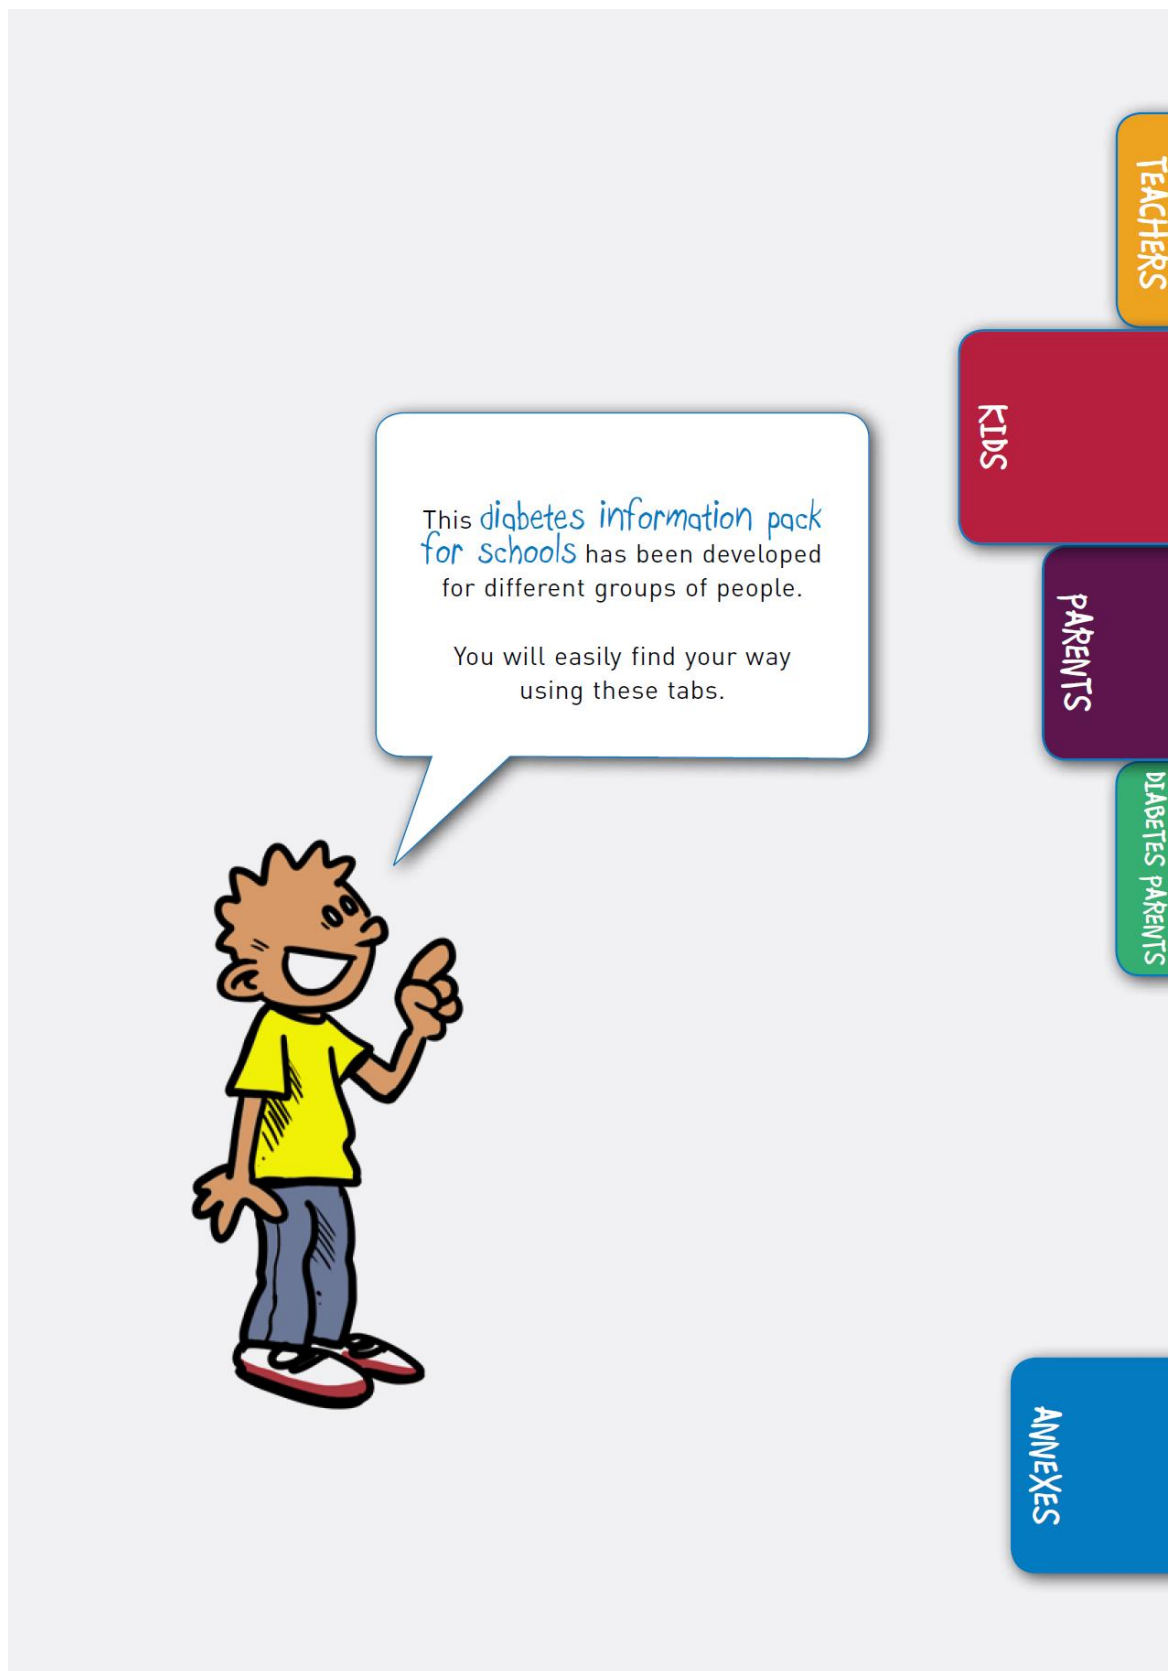 TEACHERS
KIDS
This diabetes information pack
for schools has been developed
for different groups of people.
You will easily find your way
using these tabs.
PARENTS
DIABETES PARENTS
ANNEXES